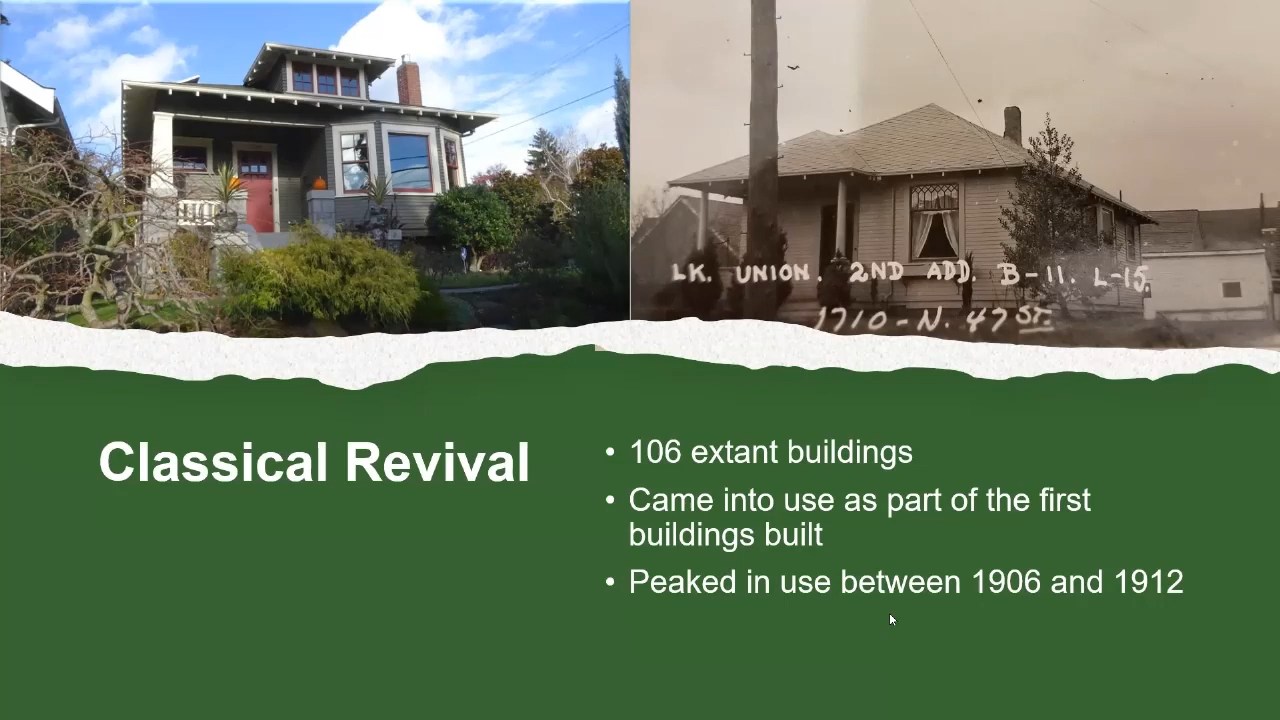 LK. UNION. 2ND ADD. B-11. L-15.
1710-N. 47 ST.
Classical Revival
• 106 extant buildings
• Came into use as part of the first
buildings built
• Peaked in use between 1906 and 1912